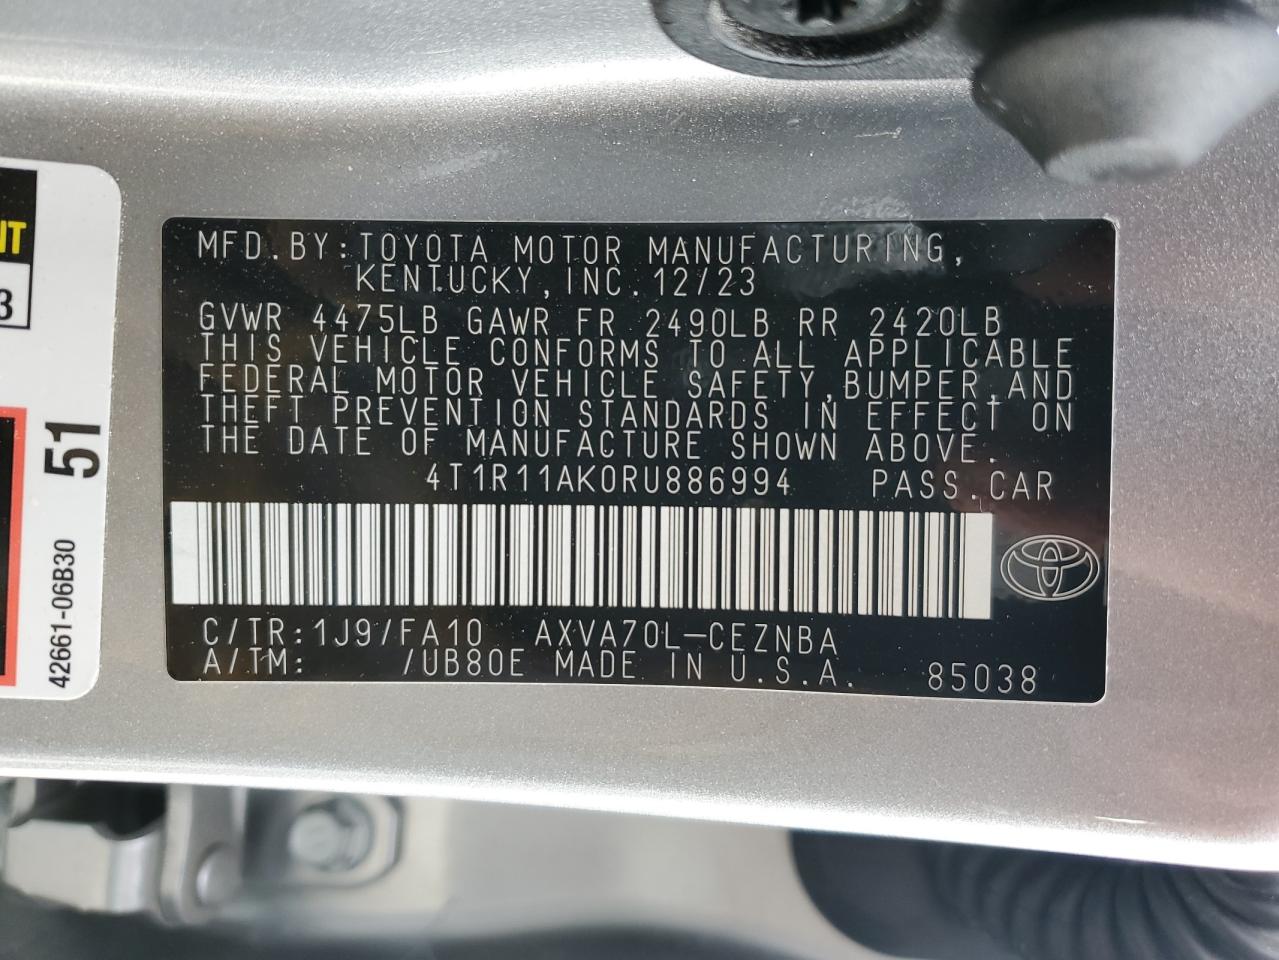 MFD.BY:TOYOTA MOTOR MANUFACTURING,
KENTUCKY,INC.12/23
GVWR 4475LB GAWR FR 2490LB RR 2420LB
THIS VEHICLE CONFORMS TO ALL APPLICABLE
FEDERAL MOTOR VEHICLE SAFETY,BUMPER,AND
THEFT PREVENTION STANDARDS IN EFFECT ON
THE DATE OF MANUFACTURE SHOWN ABOVE.
4T1R11AK0RU886994 PASS.CAR
C/TR:1J9/FA10 AXVA70L-CEZNBA
A/TM: /UB80E MADE IN U.S.A. 85038
NT
3
51
42661-06B30